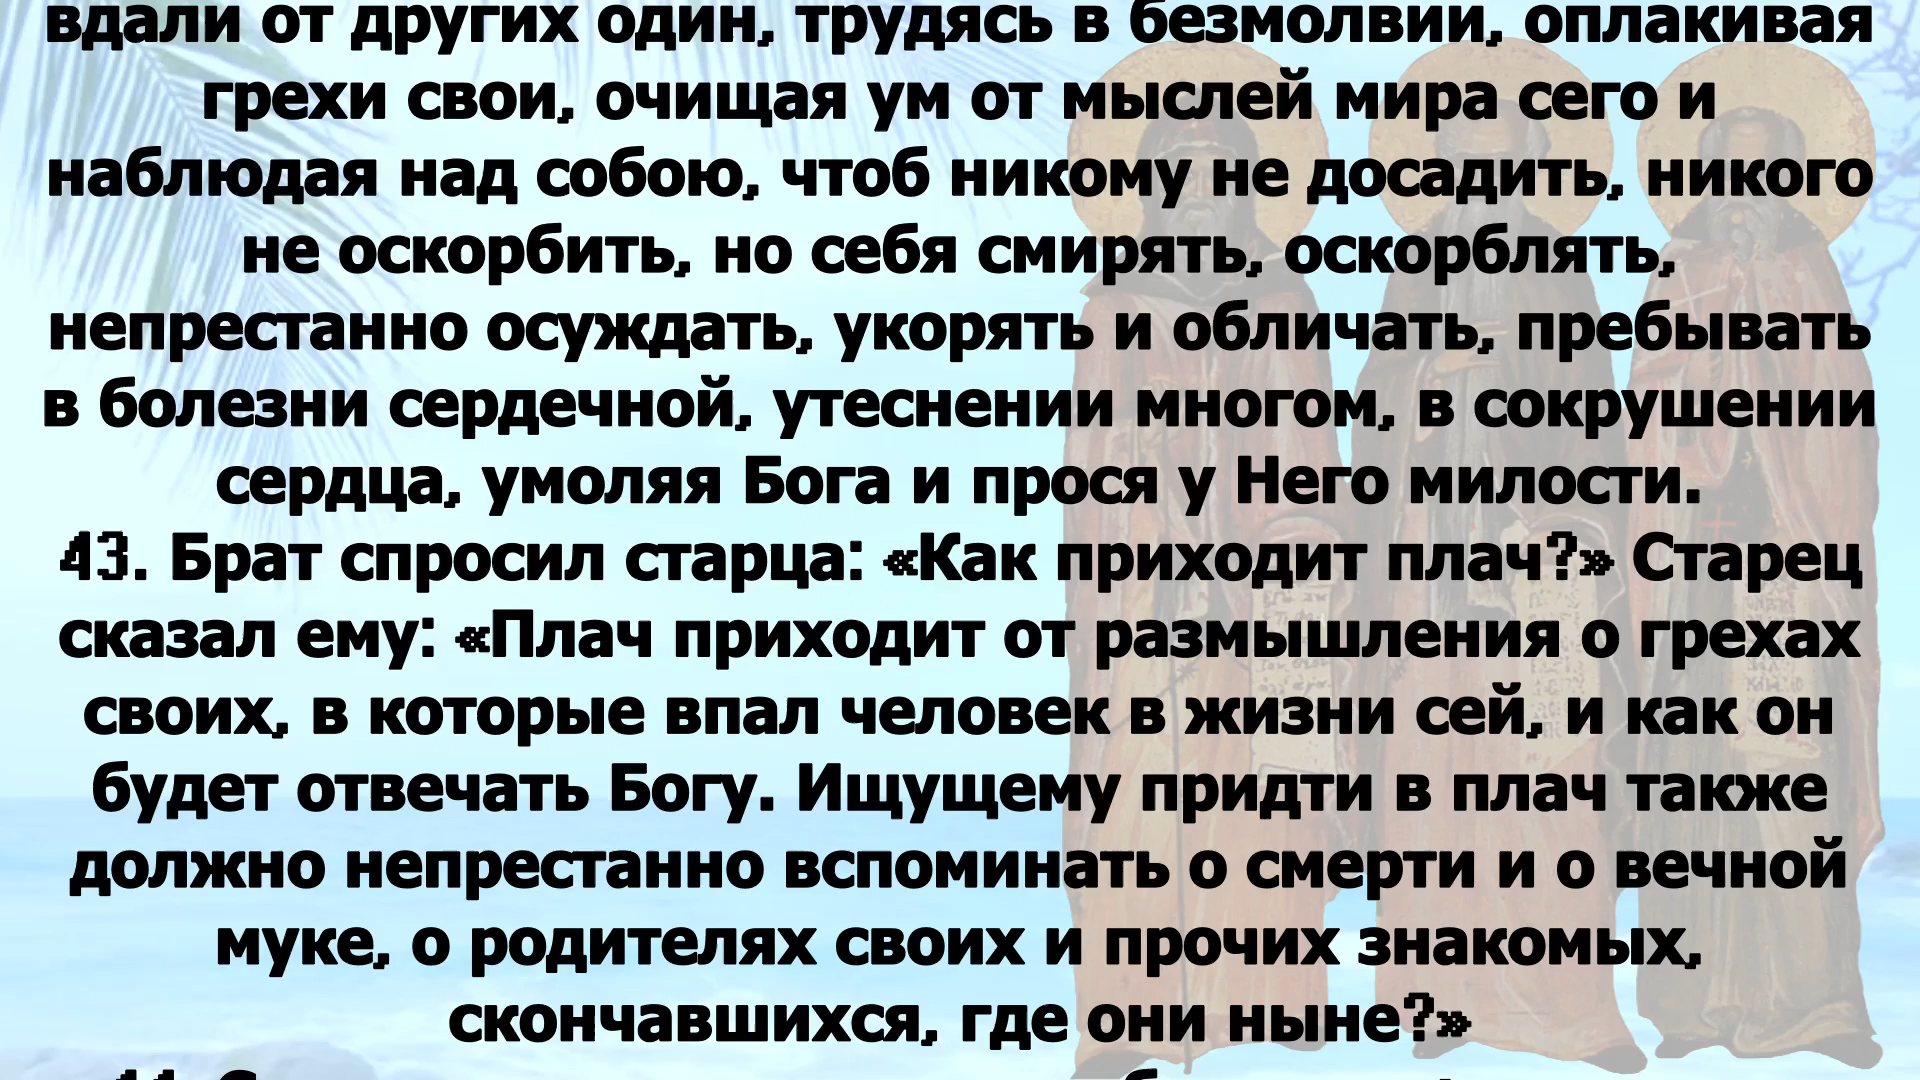 вдали от других один, трудясь в безмолвии, оплакивая
грехи свои, очищая ум от мыслей мира сего и
наблюдая над собою, чтоб никому не досадить, никого
не оскорбить, но себя смирять, оскорблять,
непрестанно осуждать, укорять и обличать, пребывать
в болезни сердечной, утеснении многом, в сокрушении
сердца, умоляя Бога и прося у Него милости.
43. Брат спросил старца: «Как приходит плач?» Старец
сказал ему: «Плач приходит от размышления о грехах
своих, в которые впал человек в жизни сей, и как он
будет отвечать Богу. Ищущему придти в плач также
должно непрестанно вспоминать о смерти и о вечной
муке, о родителях своих и прочих знакомых,
скончавшихся, где они ныне?»